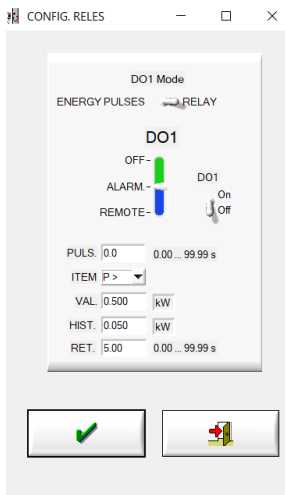 CONFIG. RELES
DO1 Mode
ENERGY PULSES RELAY
DO1
OFF-
ALARM.-
REMOTE-
DO1
On
Off
PULS. 0.0 0.00 ... 99.99 s
ITEM P >
VAL. 0.500 kW
HIST. 0.050 kW
RET. 5.00 0.00 ... 99.99 s